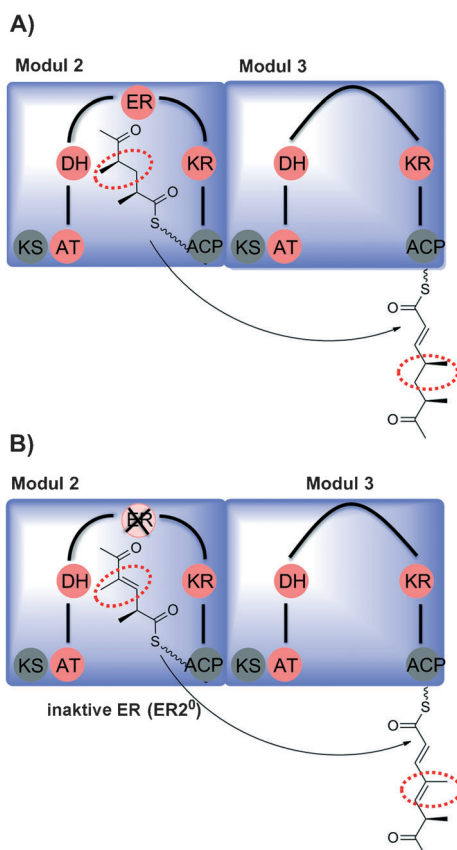 A)
Modul 2 Modul 3
ER
O
DH KR DH KR
O
S
KS AT ACP KS AT ACP
S
O
O
B)
Modul 2 Modul 3
ER
O
DH KR DH KR
O
S
KS AT ACP KS AT ACP
inaktive ER (ER2⁰)
S
O
O